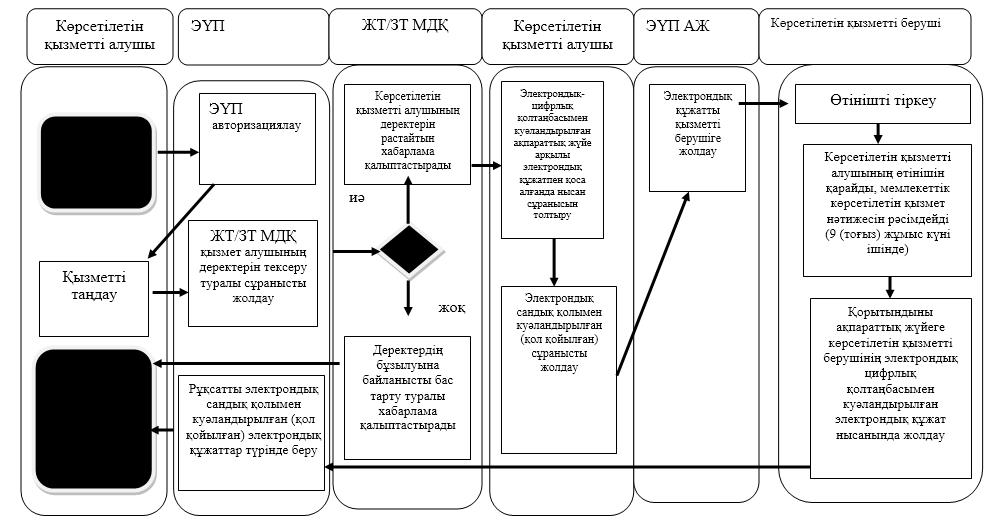 Көрсетілетін
қызметті алушы
ЭҮП
ЖТ/ЗТ МДҚ
Көрсетілетін
қызметті алушы
ЭҮП АЖ
Көрсетілетін қызметті беруші
ЭҮП
авторизациялау
Қызметті
таңдау
ЖТ/ЗТ МДҚ
қызмет алушының
деректерін тексеру
туралы сұранысты
жолдау
Рұқсатты электрондық
сандық қолымен
куәландырылған (қол
қойылған) электрондық
құжаттар түрінде беру
Көрсетілетін
қызметті алушының
деректерін
растайтын
хабарлама
қалыптастырады
иә
жоқ
Деректердің
бұзылуына
байланысты бас
тарту туралы
хабарлама
қалыптастырады
Электрондық-
цифрлық
қолтанбасымен
куәландырылған
ақпараттық жүйе
арқылы
электрондық
құжатпен қоса
алғанда нысан
сұранысын
толтыру
Электрондық
сандық қолымен
куәландырылған
(қол қойылған)
сұранысты
жолдау
Электрондық
құжатты
қызметті
берушіге
жолдау
Өтінішті тіркеу
Көрсетілетін қызметті
алушының өтінішін
қарайды, мемлекеттік
көрсетілетін қызмет
нәтижесін рәсімдейді
(9 (тоғыз) жұмыс күні
ішінде)
Қорытындыны
ақпараттық жүйеге
көрсетілетін қызметті
берушінің электрондық
цифрлық
қолтаңбасымен
куәландырылған
электрондық құжат
нысанында жолдау